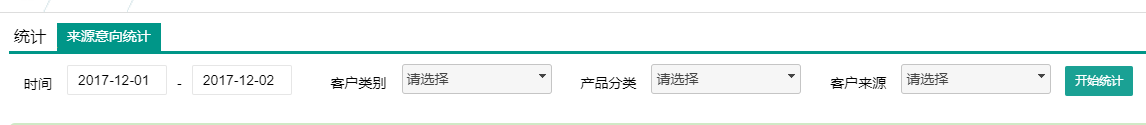 统计 来源意向统计
时间 2017-12-01 - 2017-12-02 客户类别 请选择 产品分类 请选择 客户来源 请选择 开始统计